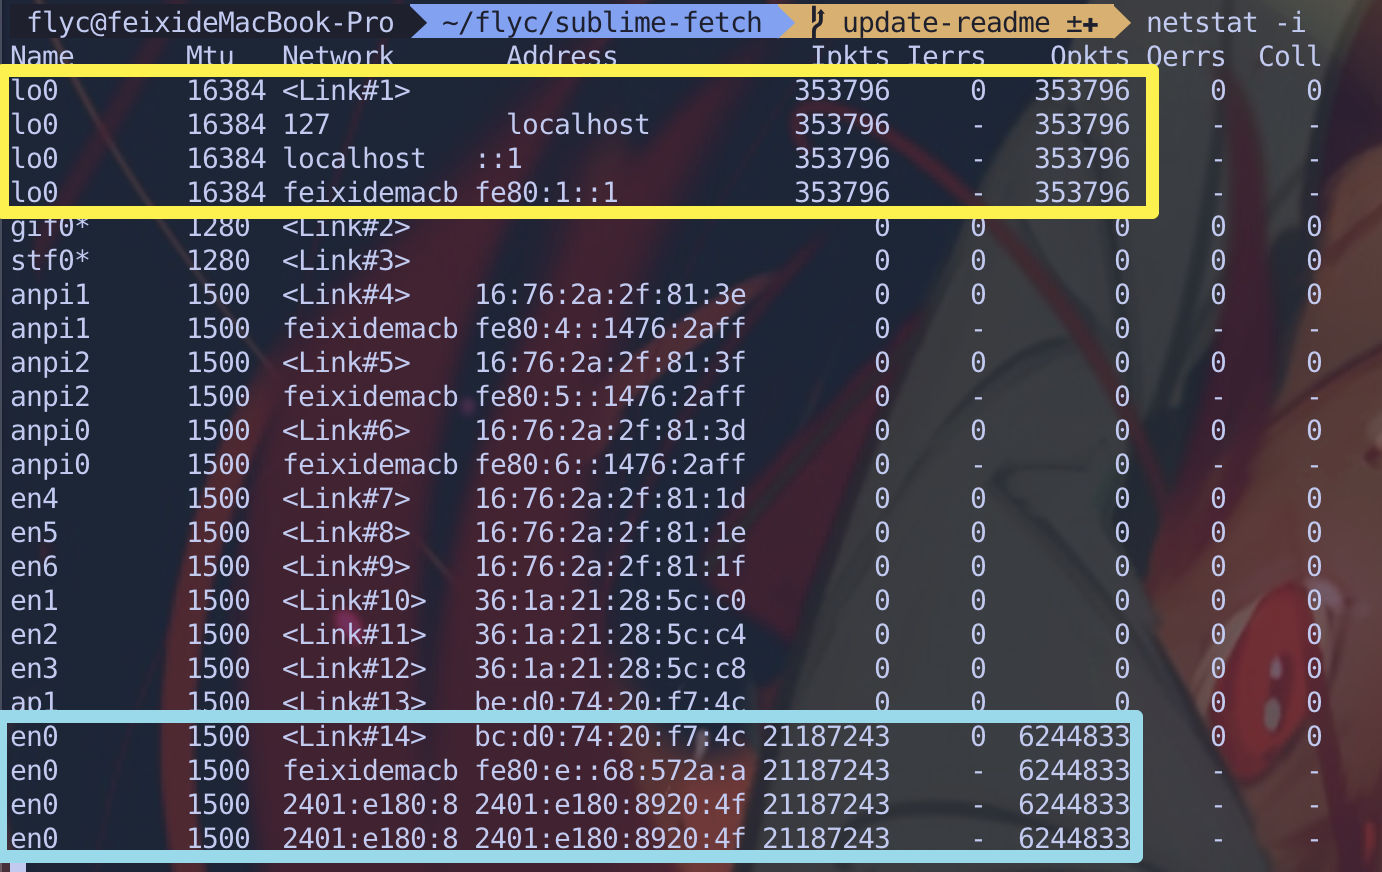 flyc@feixideMacBook-Pro ~/flyc/sublime-fetch update-readme ±✚ netstat -i
Name Mtu Network Address Ipkts Ierrs Opkts Oerrs Coll
lo0 16384 <Link#1> 353796 0 353796 0 0
lo0 16384 127 localhost 353796 - 353796 - -
lo0 16384 localhost ::1 353796 - 353796 - -
lo0 16384 feixidemacb fe80:1::1 353796 - 353796 - -
gif0* 1280 <Link#2> 0 0 0 0 0
stf0* 1280 <Link#3> 0 0 0 0 0
anpi1 1500 <Link#4> 16:76:2a:2f:81:3e 0 0 0 0 0
anpi1 1500 feixidemacb fe80:4::1476:2aff 0 - 0 - -
anpi2 1500 <Link#5> 16:76:2a:2f:81:3f 0 0 0 0 0
anpi2 1500 feixidemacb fe80:5::1476:2aff 0 - 0 - -
anpi0 1500 <Link#6> 16:76:2a:2f:81:3d 0 0 0 0 0
anpi0 1500 feixidemacb fe80:6::1476:2aff 0 - 0 - -
en4 1500 <Link#7> 16:76:2a:2f:81:1d 0 0 0 0 0
en5 1500 <Link#8> 16:76:2a:2f:81:1e 0 0 0 0 0
en6 1500 <Link#9> 16:76:2a:2f:81:1f 0 0 0 0 0
en1 1500 <Link#10> 36:1a:21:28:5c:c0 0 0 0 0 0
en2 1500 <Link#11> 36:1a:21:28:5c:c4 0 0 0 0 0
en3 1500 <Link#12> 36:1a:21:28:5c:c8 0 0 0 0 0
ap1 1500 <Link#13> be:d0:74:20:f7:4c 0 0 0 0 0
en0 1500 <Link#14> bc:d0:74:20:f7:4c 21187243 0 6244833 0 0
en0 1500 feixidemacb fe80:e::68:572a:a 21187243 - 6244833 - -
en0 1500 2401:e180:8 2401:e180:8920:4f 21187243 - 6244833 - -
en0 1500 2401:e180:8 2401:e180:8920:4f 21187243 - 6244833 - -